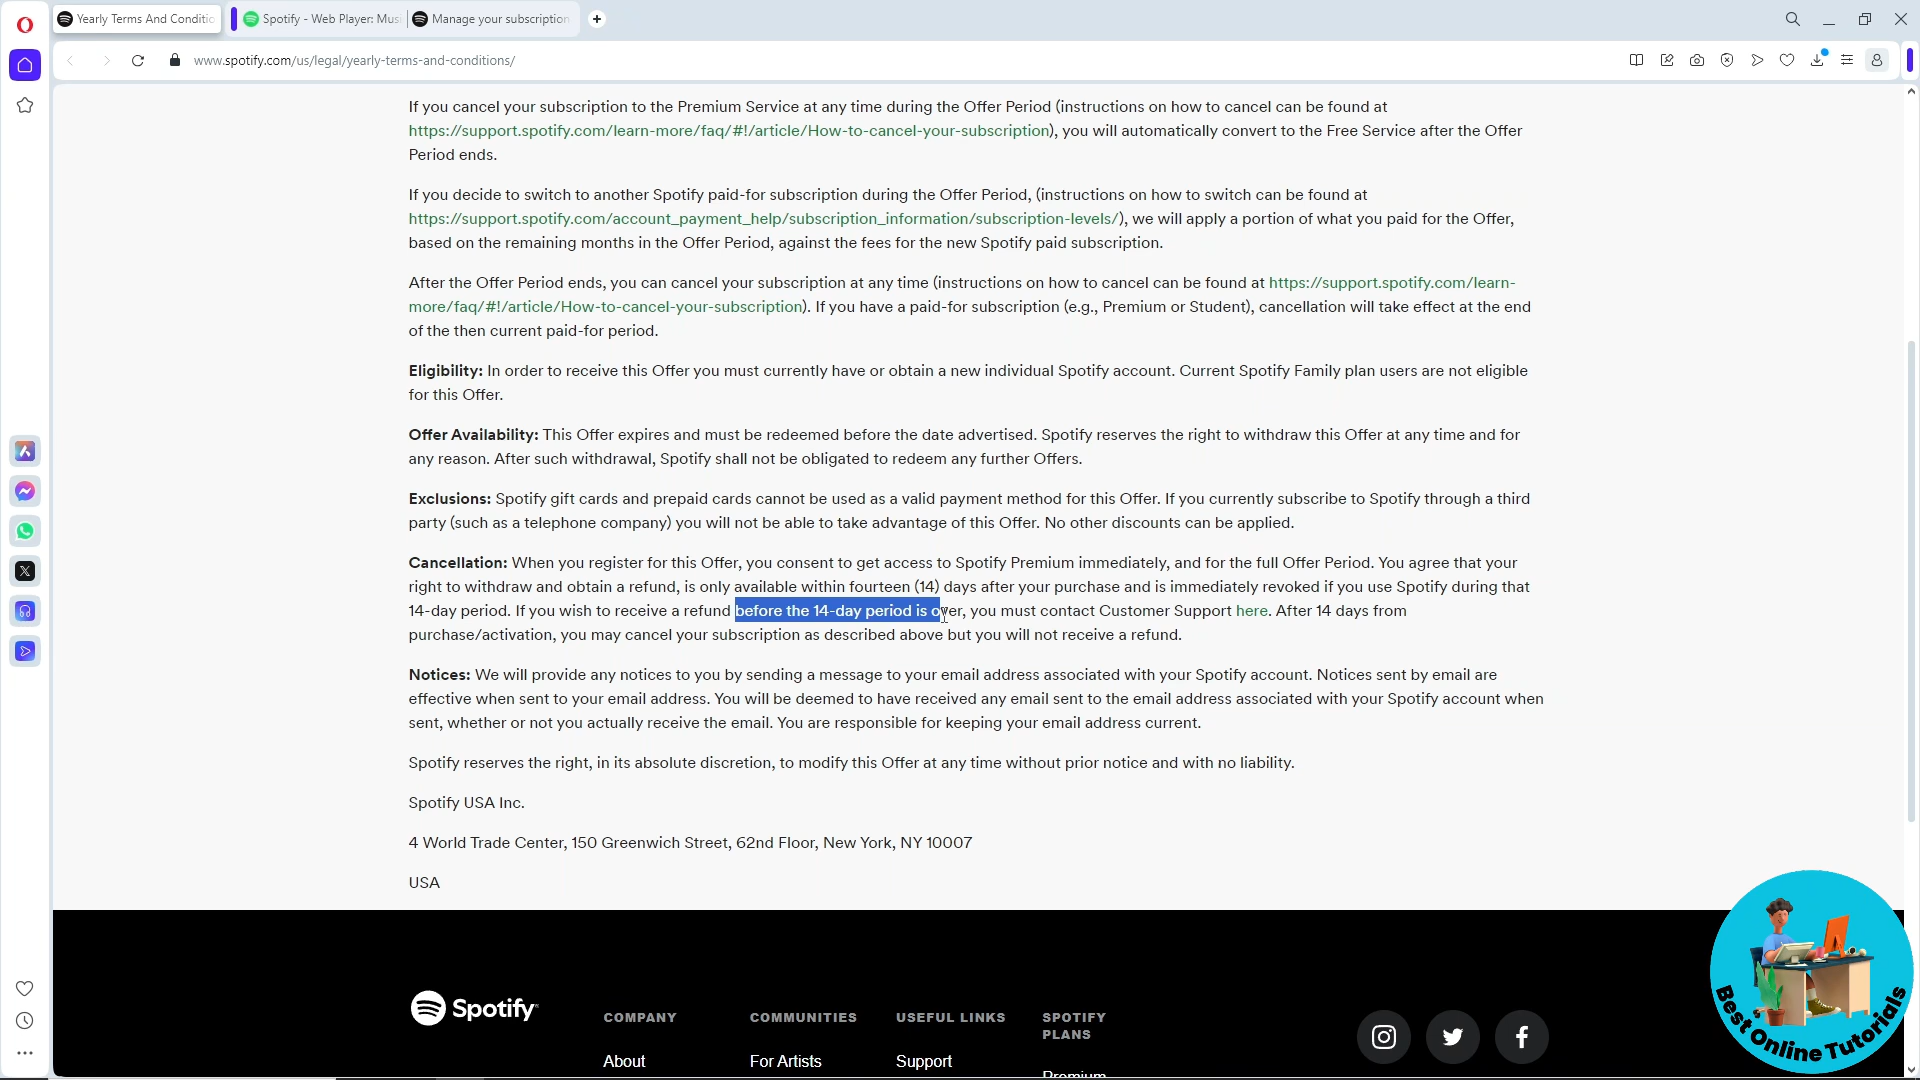 Yearly Terms And Conditio
Spotify - Web Player: Musi
Manage your subscription
www.spotify.com/us/legal/yearly-terms-and-conditions/
If you cancel your subscription to the Premium Service at any time during the Offer Period (instructions on how to cancel can be found at
https://support.spotify.com/learn-more/faq/#!/article/How-to-cancel-your-subscription), you will automatically convert to the Free Service after the Offer
Period ends.
If you decide to switch to another Spotify paid-for subscription during the Offer Period, (instructions on how to switch can be found at
https://support.spotify.com/account_payment_help/subscription_information/subscription-levels/), we will apply a portion of what you paid for the Offer,
based on the remaining months in the Offer Period, against the fees for the new Spotify paid subscription.
After the Offer Period ends, you can cancel your subscription at any time (instructions on how to cancel can be found at https://support.spotify.com/learn-
more/faq/#!/article/How-to-cancel-your-subscription). If you have a paid-for subscription (e.g., Premium or Student), cancellation will take effect at the end
of the then current paid-for period.
Eligibility: In order to receive this Offer you must currently have or obtain a new individual Spotify account. Current Spotify Family plan users are not eligible
for this Offer.
Offer Availability: This Offer expires and must be redeemed before the date advertised. Spotify reserves the right to withdraw this Offer at any time and for
any reason. After such withdrawal, Spotify shall not be obligated to redeem any further Offers.
Exclusions: Spotify gift cards and prepaid cards cannot be used as a valid payment method for this Offer. If you currently subscribe to Spotify through a third
party (such as a telephone company) you will not be able to take advantage of this Offer. No other discounts can be applied.
Cancellation: When you register for this Offer, you consent to get access to Spotify Premium immediately, and for the full Offer Period. You agree that your
right to withdraw and obtain a refund, is only available within fourteen (14) days after your purchase and is immediately revoked if you use Spotify during that
14-day period. If you wish to receive a refund before the 14-day period is over, you must contact Customer Support here. After 14 days from
purchase/activation, you may cancel your subscription as described above but you will not receive a refund.
Notices: We will provide any notices to you by sending a message to your email address associated with your Spotify account. Notices sent by email are
effective when sent to your email address. You will be deemed to have received any email sent to the email address associated with your Spotify account when
sent, whether or not you actually receive the email. You are responsible for keeping your email address current.
Spotify reserves the right, in its absolute discretion, to modify this Offer at any time without prior notice and with no liability.
Spotify USA Inc.
4 World Trade Center, 150 Greenwich Street, 62nd Floor, New York, NY 10007
USA
Spotify
COMPANY
About
COMMUNITIES
For Artists
USEFUL LINKS
Support
SPOTIFY
PLANS
Premium
Best Online Tutorials